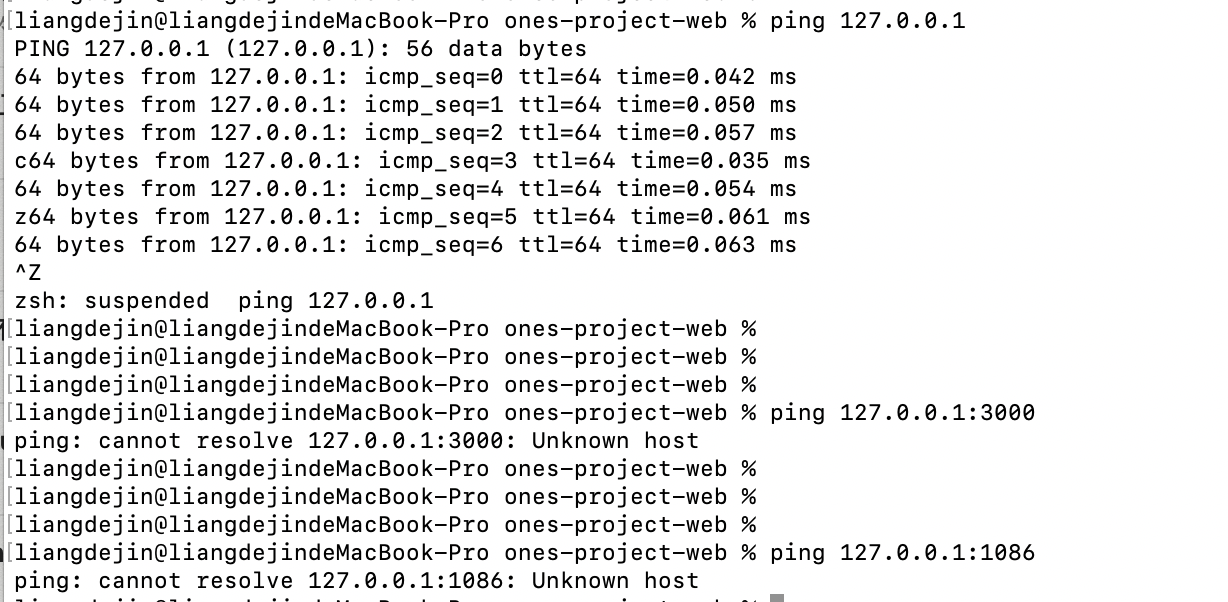 [liangdejin@liangdejindeMacBook-Pro ones-project-web % ping 127.0.0.1
PING 127.0.0.1 (127.0.0.1): 56 data bytes
64 bytes from 127.0.0.1: icmp_seq=0 ttl=64 time=0.042 ms
64 bytes from 127.0.0.1: icmp_seq=1 ttl=64 time=0.050 ms
64 bytes from 127.0.0.1: icmp_seq=2 ttl=64 time=0.057 ms
c64 bytes from 127.0.0.1: icmp_seq=3 ttl=64 time=0.035 ms
64 bytes from 127.0.0.1: icmp_seq=4 ttl=64 time=0.054 ms
z64 bytes from 127.0.0.1: icmp_seq=5 ttl=64 time=0.061 ms
64 bytes from 127.0.0.1: icmp_seq=6 ttl=64 time=0.063 ms
^Z
zsh: suspended  ping 127.0.0.1
[liangdejin@liangdejindeMacBook-Pro ones-project-web %
[liangdejin@liangdejindeMacBook-Pro ones-project-web %
[liangdejin@liangdejindeMacBook-Pro ones-project-web %
[liangdejin@liangdejindeMacBook-Pro ones-project-web % ping 127.0.0.1:3000
ping: cannot resolve 127.0.0.1:3000: Unknown host
[liangdejin@liangdejindeMacBook-Pro ones-project-web %
[liangdejin@liangdejindeMacBook-Pro ones-project-web %
[liangdejin@liangdejindeMacBook-Pro ones-project-web %
[liangdejin@liangdejindeMacBook-Pro ones-project-web % ping 127.0.0.1:1086
ping: cannot resolve 127.0.0.1:1086: Unknown host